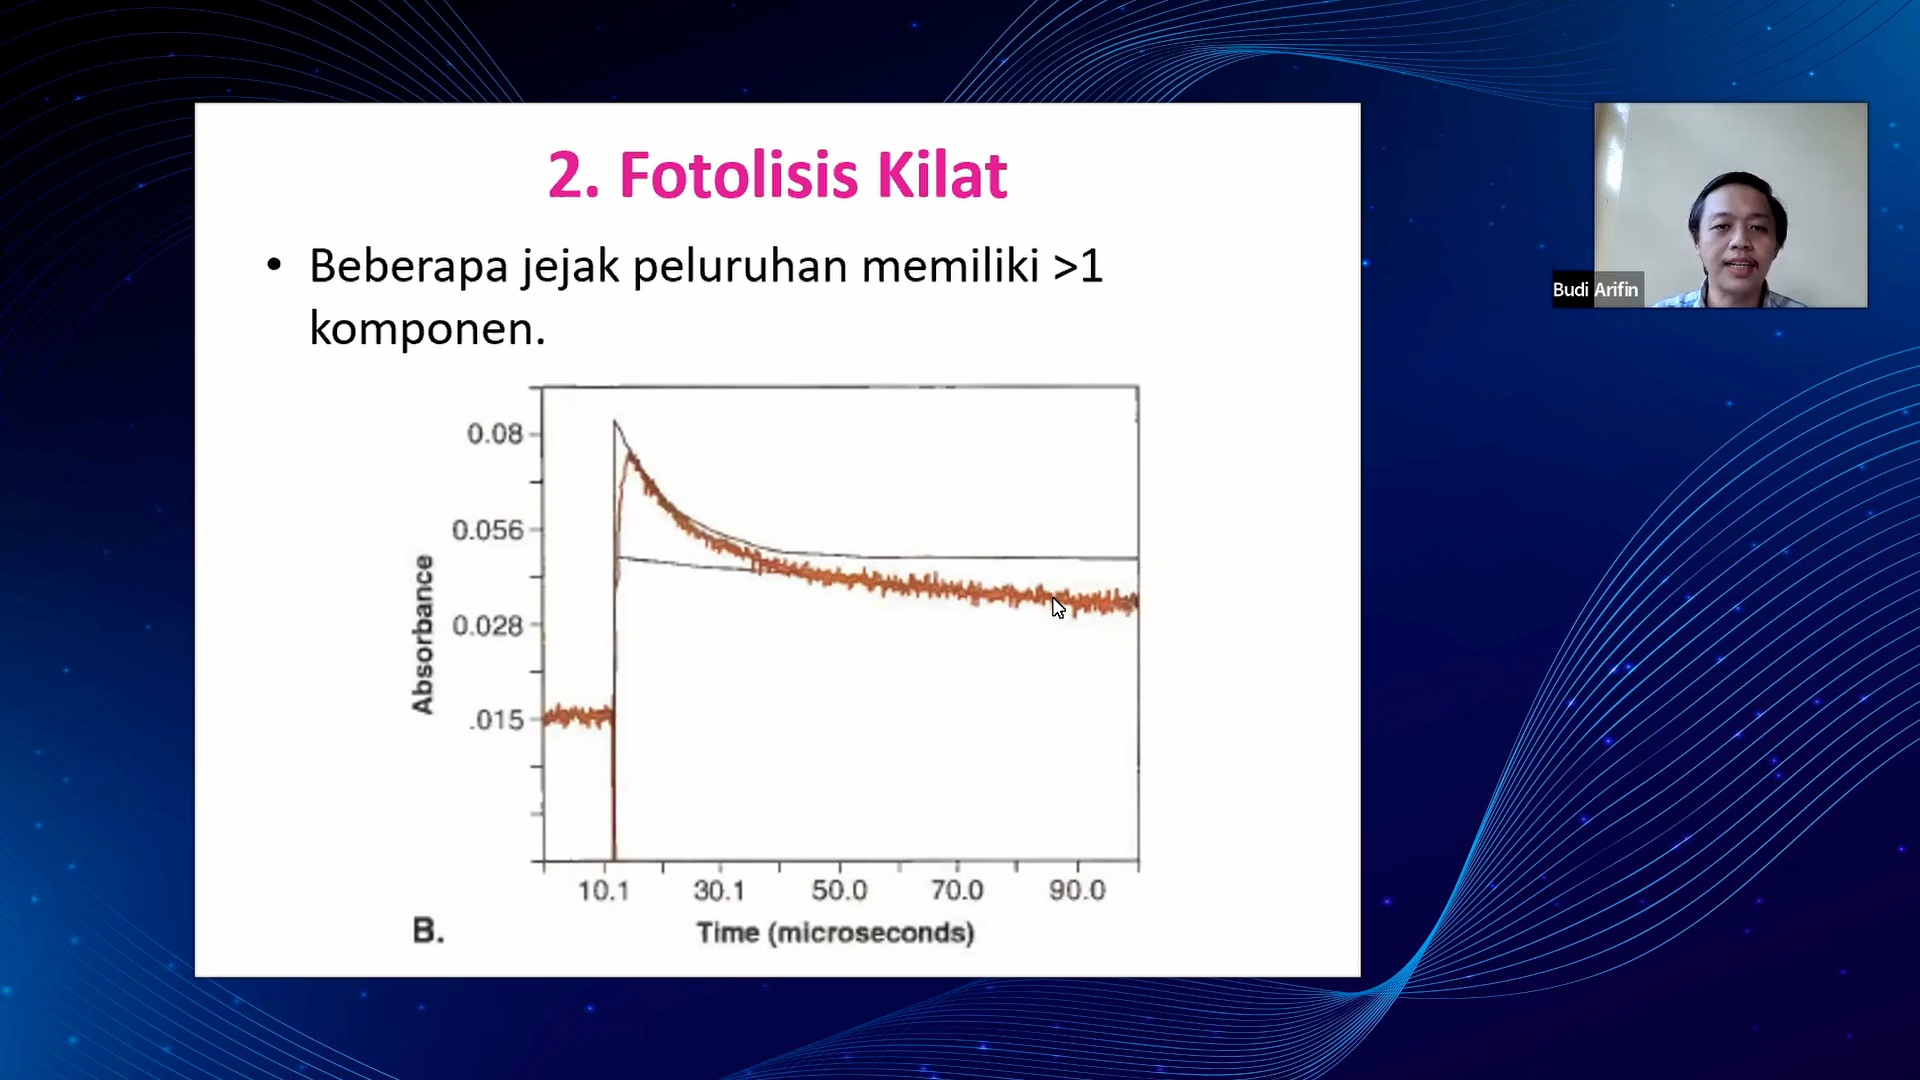 2. Fotolisis Kilat
• Beberapa jejak peluruhan memiliki >1
komponen.
Budi Arifin
0.08
0.056
0.028
.015
Absorbance
10.1 30.1 50.0 70.0 90.0
B.
Time (microseconds)